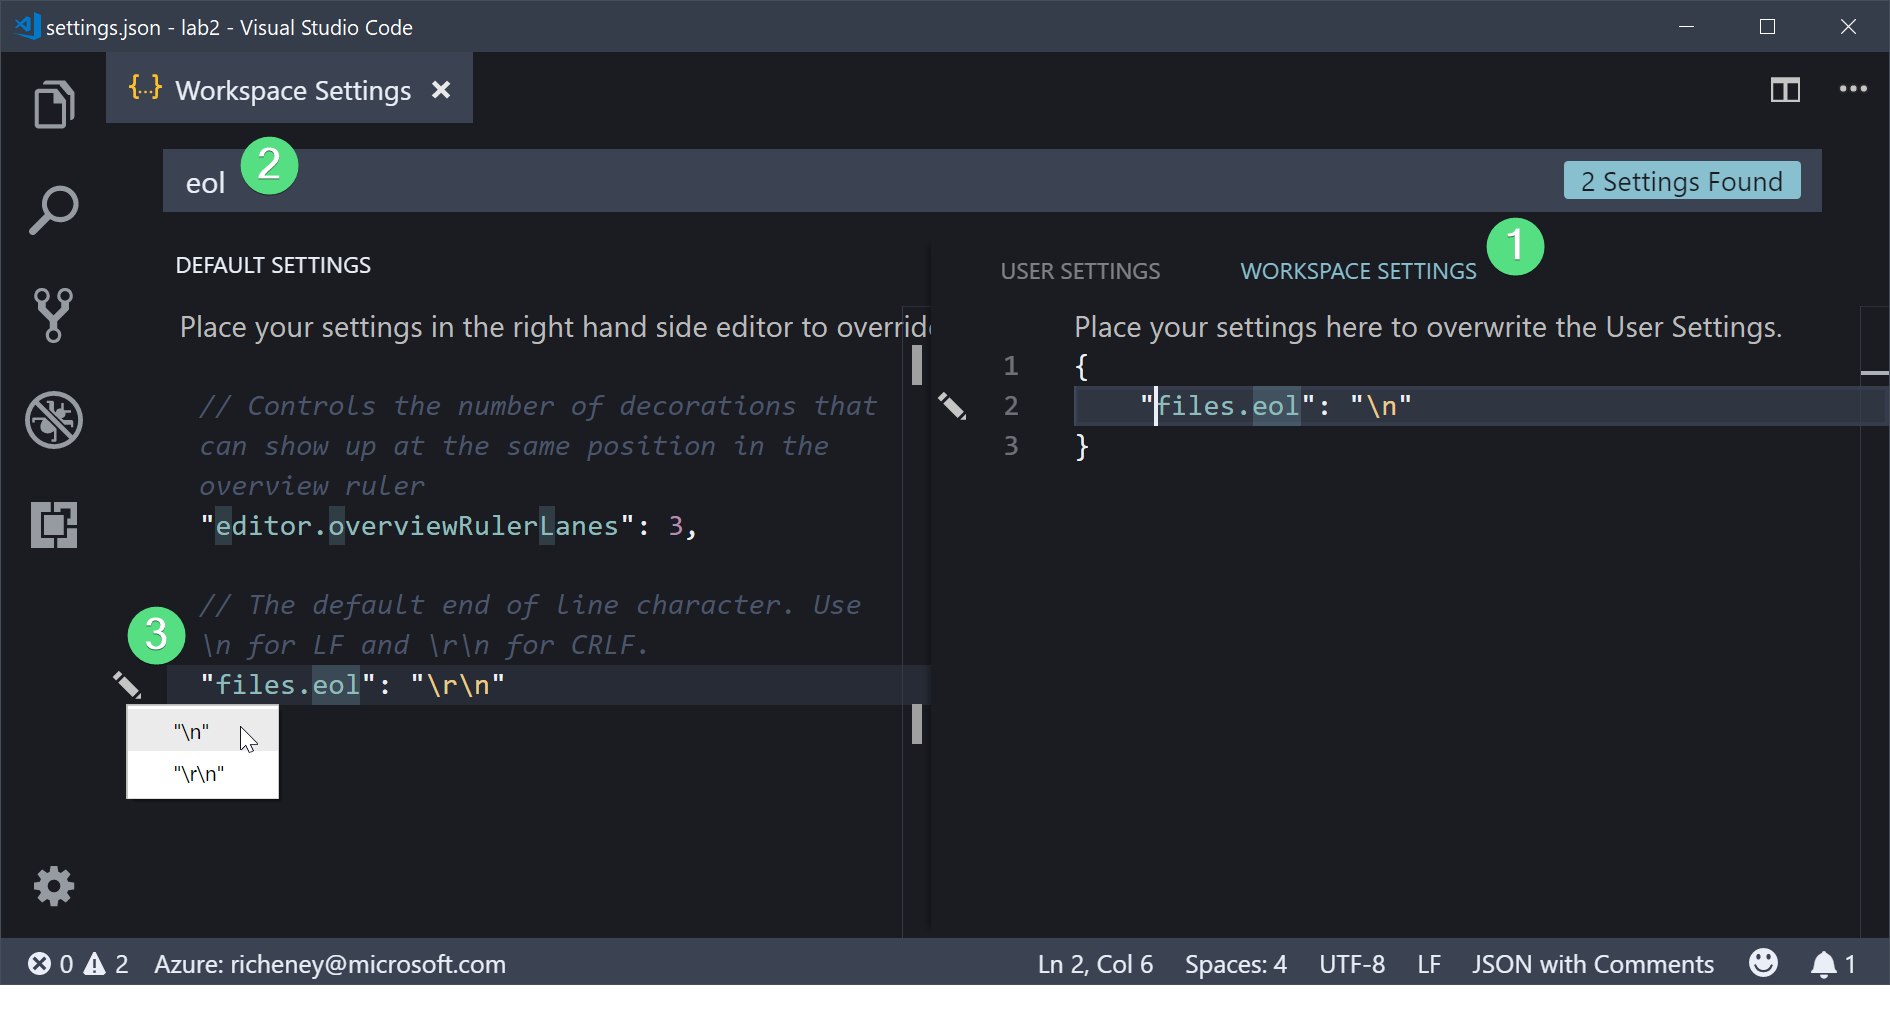 settings.json - lab2 - Visual Studio Code
{...} Workspace Settings
eol
2
2 Settings Found
1
DEFAULT SETTINGS
Place your settings in the right hand side editor to overrid
// Controls the number of decorations that
can show up at the same position in the
overview ruler
"editor.overviewRulerLanes": 3,
3
// The default end of line character. Use
\n for LF and \r\n for CRLF.
"files.eol": "\r\n"
"\n"
"\r\n"
USER SETTINGS WORKSPACE SETTINGS
Place your settings here to overwrite the User Settings.
1 {
2 "files.eol": "\n"
3 }
0 2 Azure: richeney@microsoft.com Ln 2, Col 6 Spaces: 4 UTF-8 LF JSON with Comments 1